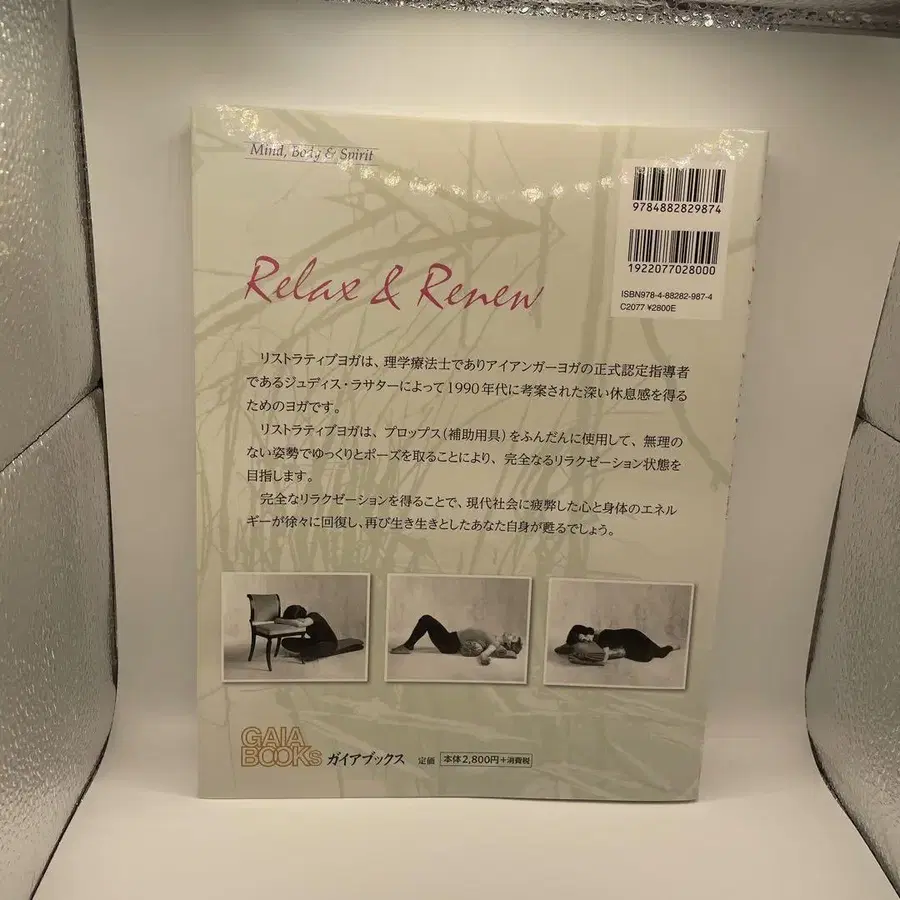 Mind, Body & Spirit
9784882829874
1922077028000
ISBN978-4-88282-987-4
C2077 ¥2800E
Relax & Renew
リストラティブヨガは、理学療法士でありアイアンガーヨガの正式認定指導者
であるジュディス・ラサターによって1990年代に考案された深い休息感を得る
ためのヨガです。
リストラティブヨガは、プロップス(補助用具)をふんだんに使用して、無理の
ない姿勢でゆっくりとポーズを取ることにより、完全なるリラクゼーション状態を
目指します。
完全なリラクゼーションを得ることで、現代社会に疲弊した心と身体のエネル
ギーが徐々に回復し、再び生き生きとしたあなた自身が甦るでしょう。
GAIA
BOOKS ガイアブックス 定価 本体2,800円+消費税